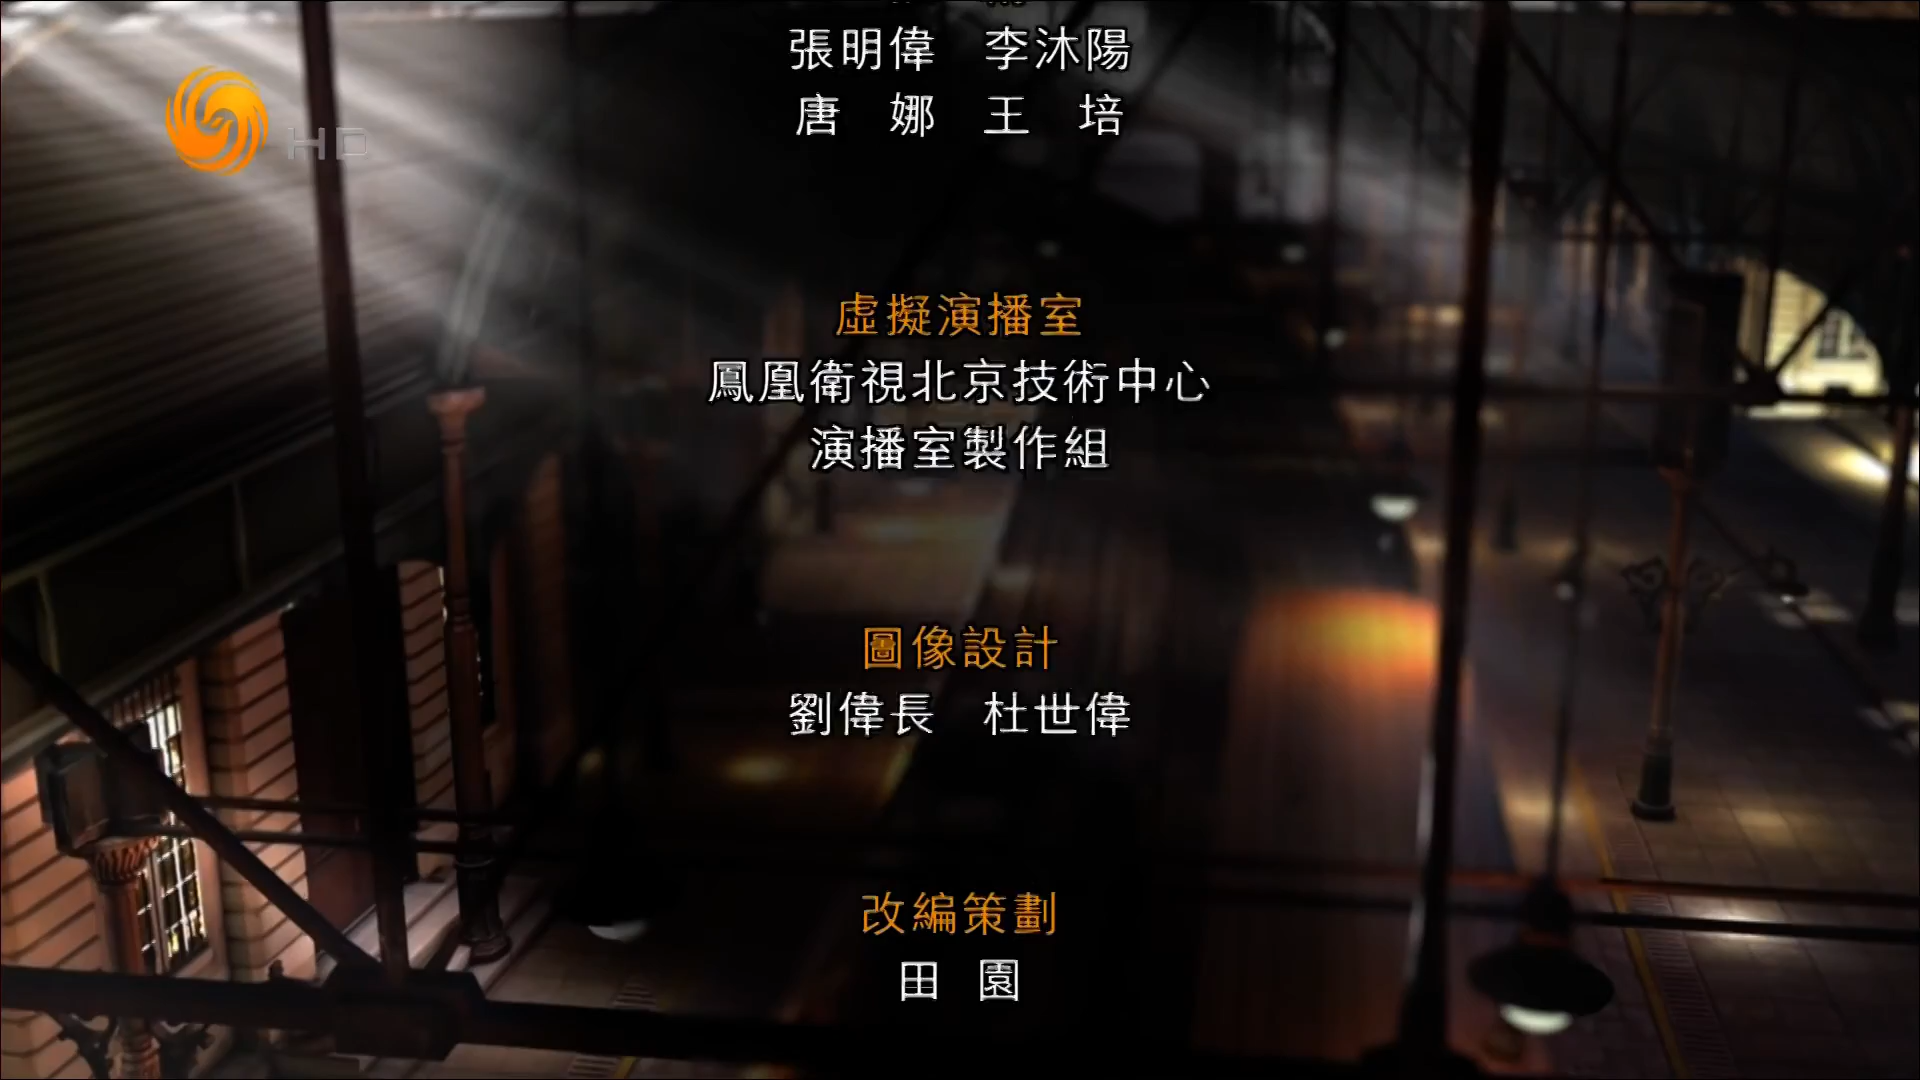 HD
張明偉 李沐陽
唐 娜 王 培
虛擬演播室
鳳凰衛視北京技術中心
演播室製作組
圖像設計
劉偉長 杜世偉
改編策劃
田 園